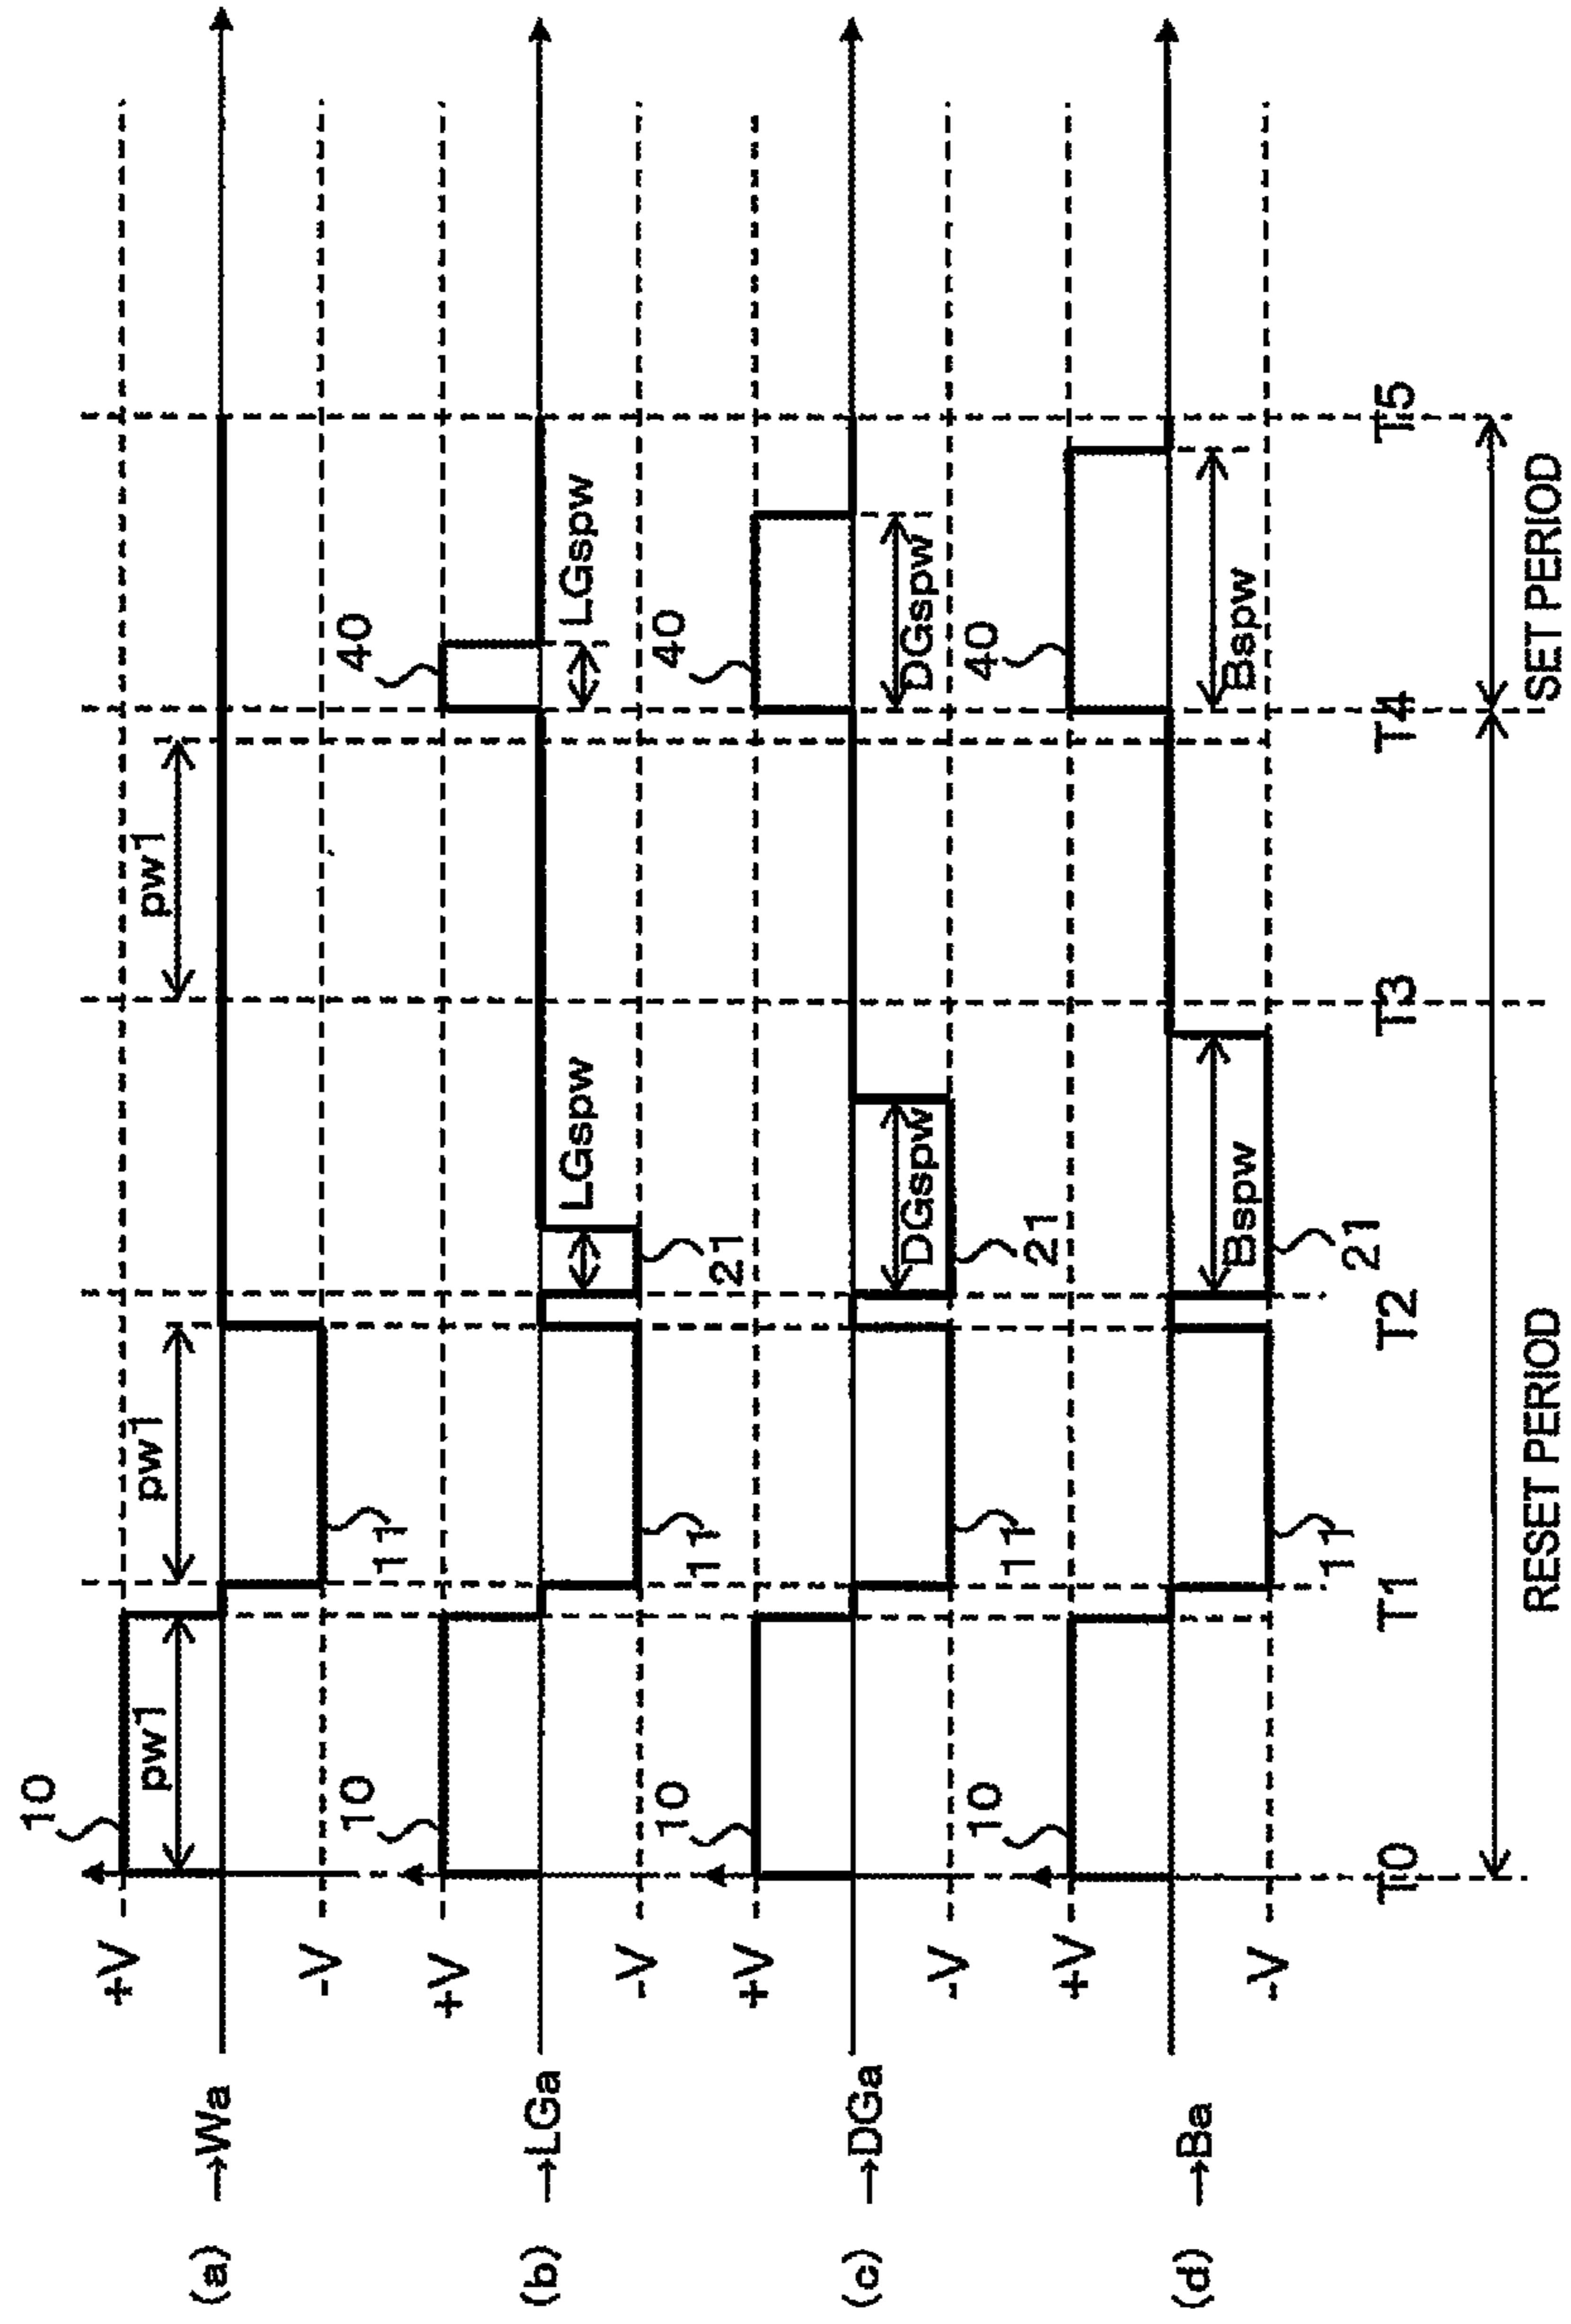 10
+V
pw1
pw1
pw1
(a) →Wa
-V
11
10
40
+V
(b) →LGa
LGspw
LGspw
-V
11
21
10
40
+V
(c) →DGa
DGspw
DGspw
-V
11
21
10
40
+V
(d) →Ba
Bspw
Bspw
-V
11
21
T0 T1 T2 T3 T4 T5
RESET PERIOD SET PERIOD